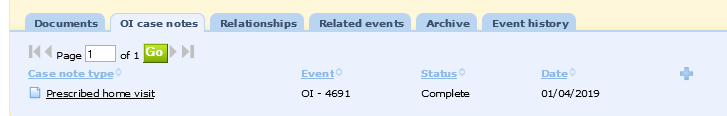 Documents OI case notes Relationships Related events Archive Event history
Page 1 of 1 Go
Case note type Event Status Date
Prescribed home visit OI - 4691 Complete 01/04/2019